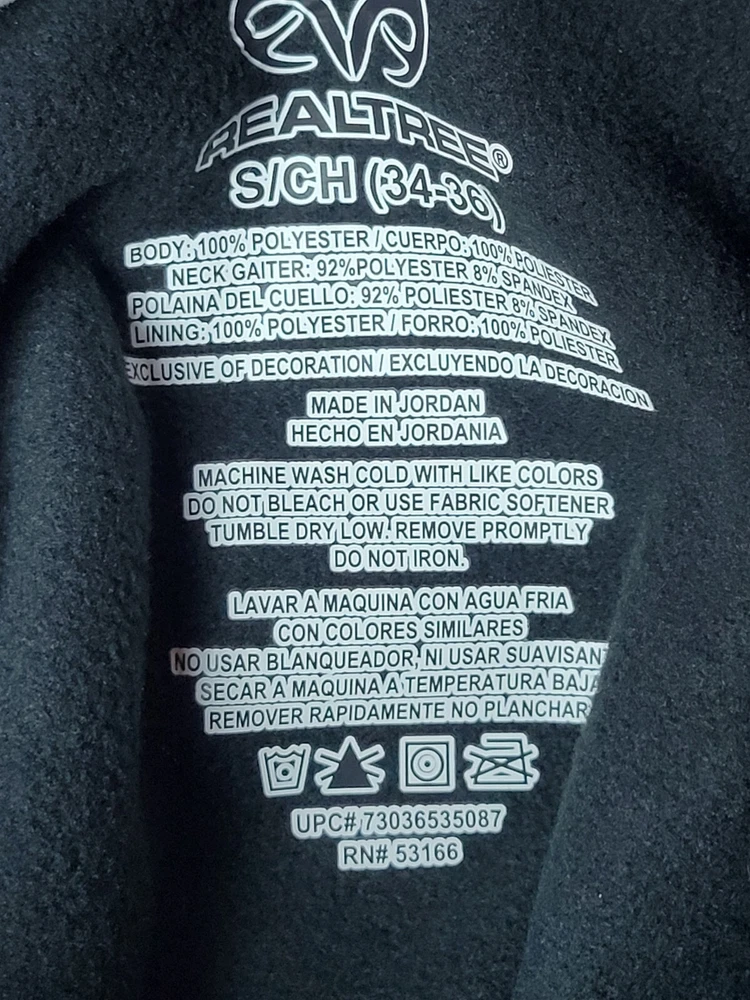 REALTREE®
S/CH (34-36)
BODY: 100% POLYESTER / CUERPO: 100% POLIESTER
NECK GAITER: 92%POLYESTER 8% SPANDEX
POLAINA DEL CUELLO: 92% POLIESTER 8% SPANDEX
LINING: 100% POLYESTER / FORRO: 100% POLIESTER
EXCLUSIVE OF DECORATION / EXCLUYENDO LA DECORACION
MADE IN JORDAN
HECHO EN JORDANIA
MACHINE WASH COLD WITH LIKE COLORS
DO NOT BLEACH OR USE FABRIC SOFTENER
TUMBLE DRY LOW. REMOVE PROMPTLY
DO NOT IRON.
LAVAR A MAQUINA CON AGUA FRIA
CON COLORES SIMILARES
NO USAR BLANQUEADOR, NI USAR SUAVISANT
SECAR A MAQUINA A TEMPERATURA BAJA
REMOVER RAPIDAMENTE NO PLANCHAR
UPC# 73036535087
RN# 53166